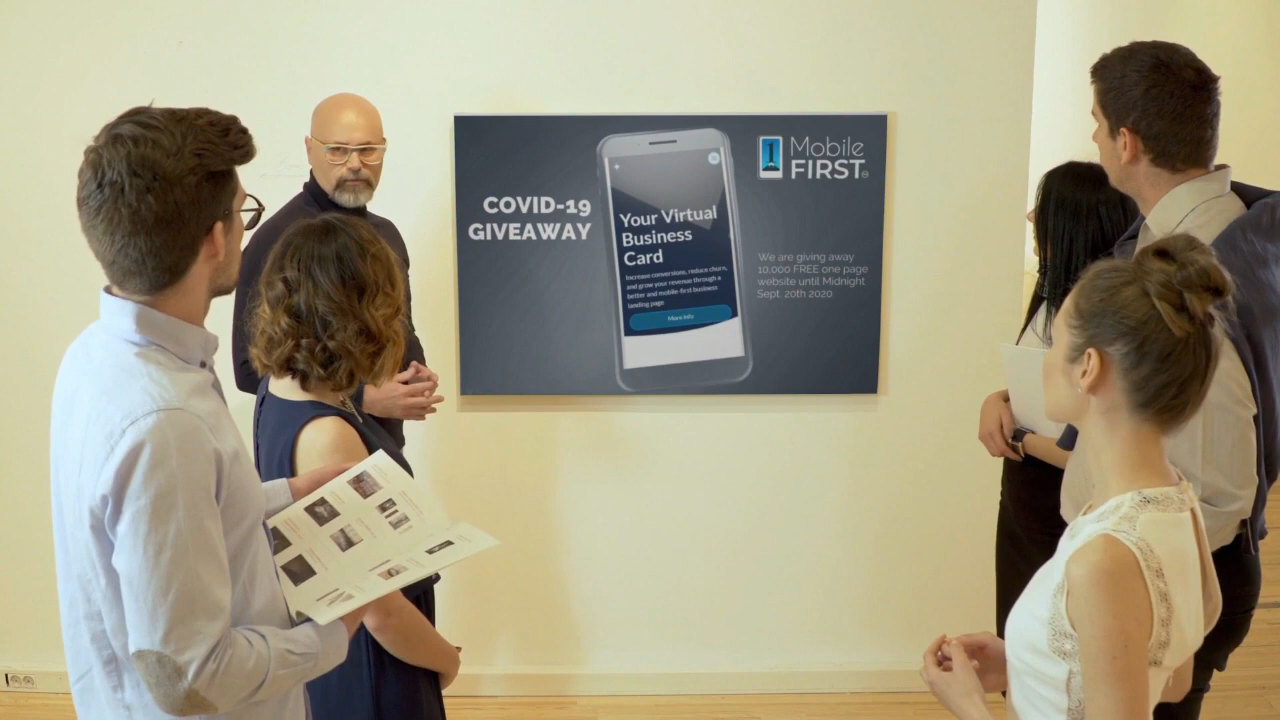 COVID-19
GIVEAWAY
Your Virtual
Business
Card
Increase conversions, reduce churn,
and grow your revenue through a
better and mobile-first business
landing page
More Info
1
Mobile
FIRST
We are giving away
10,000 FREE one page
website until Midnight
Sept. 20th 2020